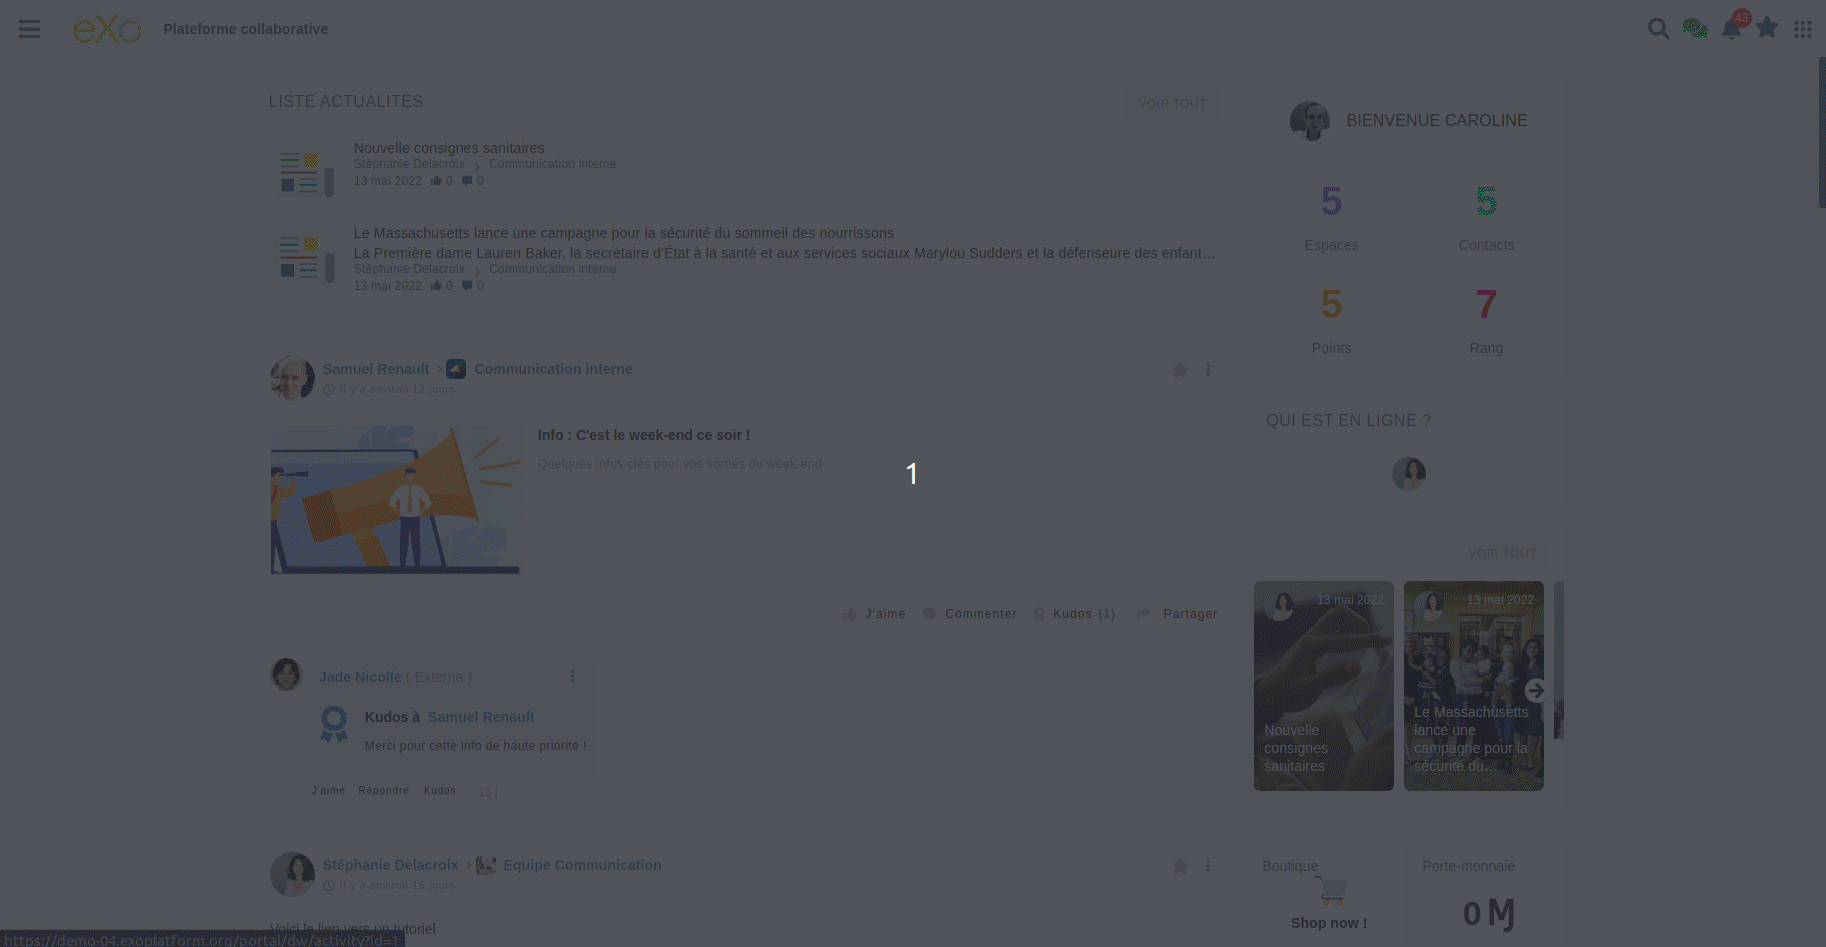 eXo Plateforme collaborative
43
LISTE ACTUALITES
VOIR TOUT
Nouvelle consignes sanitaires
Stéphanie Delacroix > Communication interne
13 mai 2022 0 0
Le Massachusetts lance une campagne pour la sécurité du sommeil des nourrissons
La Première dame Lauren Baker, la secrétaire d'État à la santé et aux services sociaux Marylou Sudders et la défenseure des enfant…
Stéphanie Delacroix > Communication interne
13 mai 2022 0 0
Samuel Renault > Communication interne
Il y a environ 13 jours
Info : C'est le week-end ce soir !
Quelques infos clés pour vos sorties du week-end
1
J'aime Commenter Kudos (1) Partager
Jade Nicolle ( Externe )
Kudos à Samuel Renault
Merci pour cette info de haute priorité !
J'aime Répondre Kudos 13 j
Stéphanie Delacroix > Equipe Communication
Il y a environ 15 jours
Voici le lien vers un tutoriel
https://demo-04.exoplatform.org/portal/dw/activity?id=1
BIENVENUE CAROLINE
5 5
Espaces Contacts
5 7
Points Rang
QUI EST EN LIGNE ?
VOIR TOUT
13 mai 2022
Nouvelle
consignes
sanitaires
13 mai 2022
Le Massachusetts
lance une
campagne pour la
sécurité du…
Boutique
Shop now !
Porte-monnaie
0